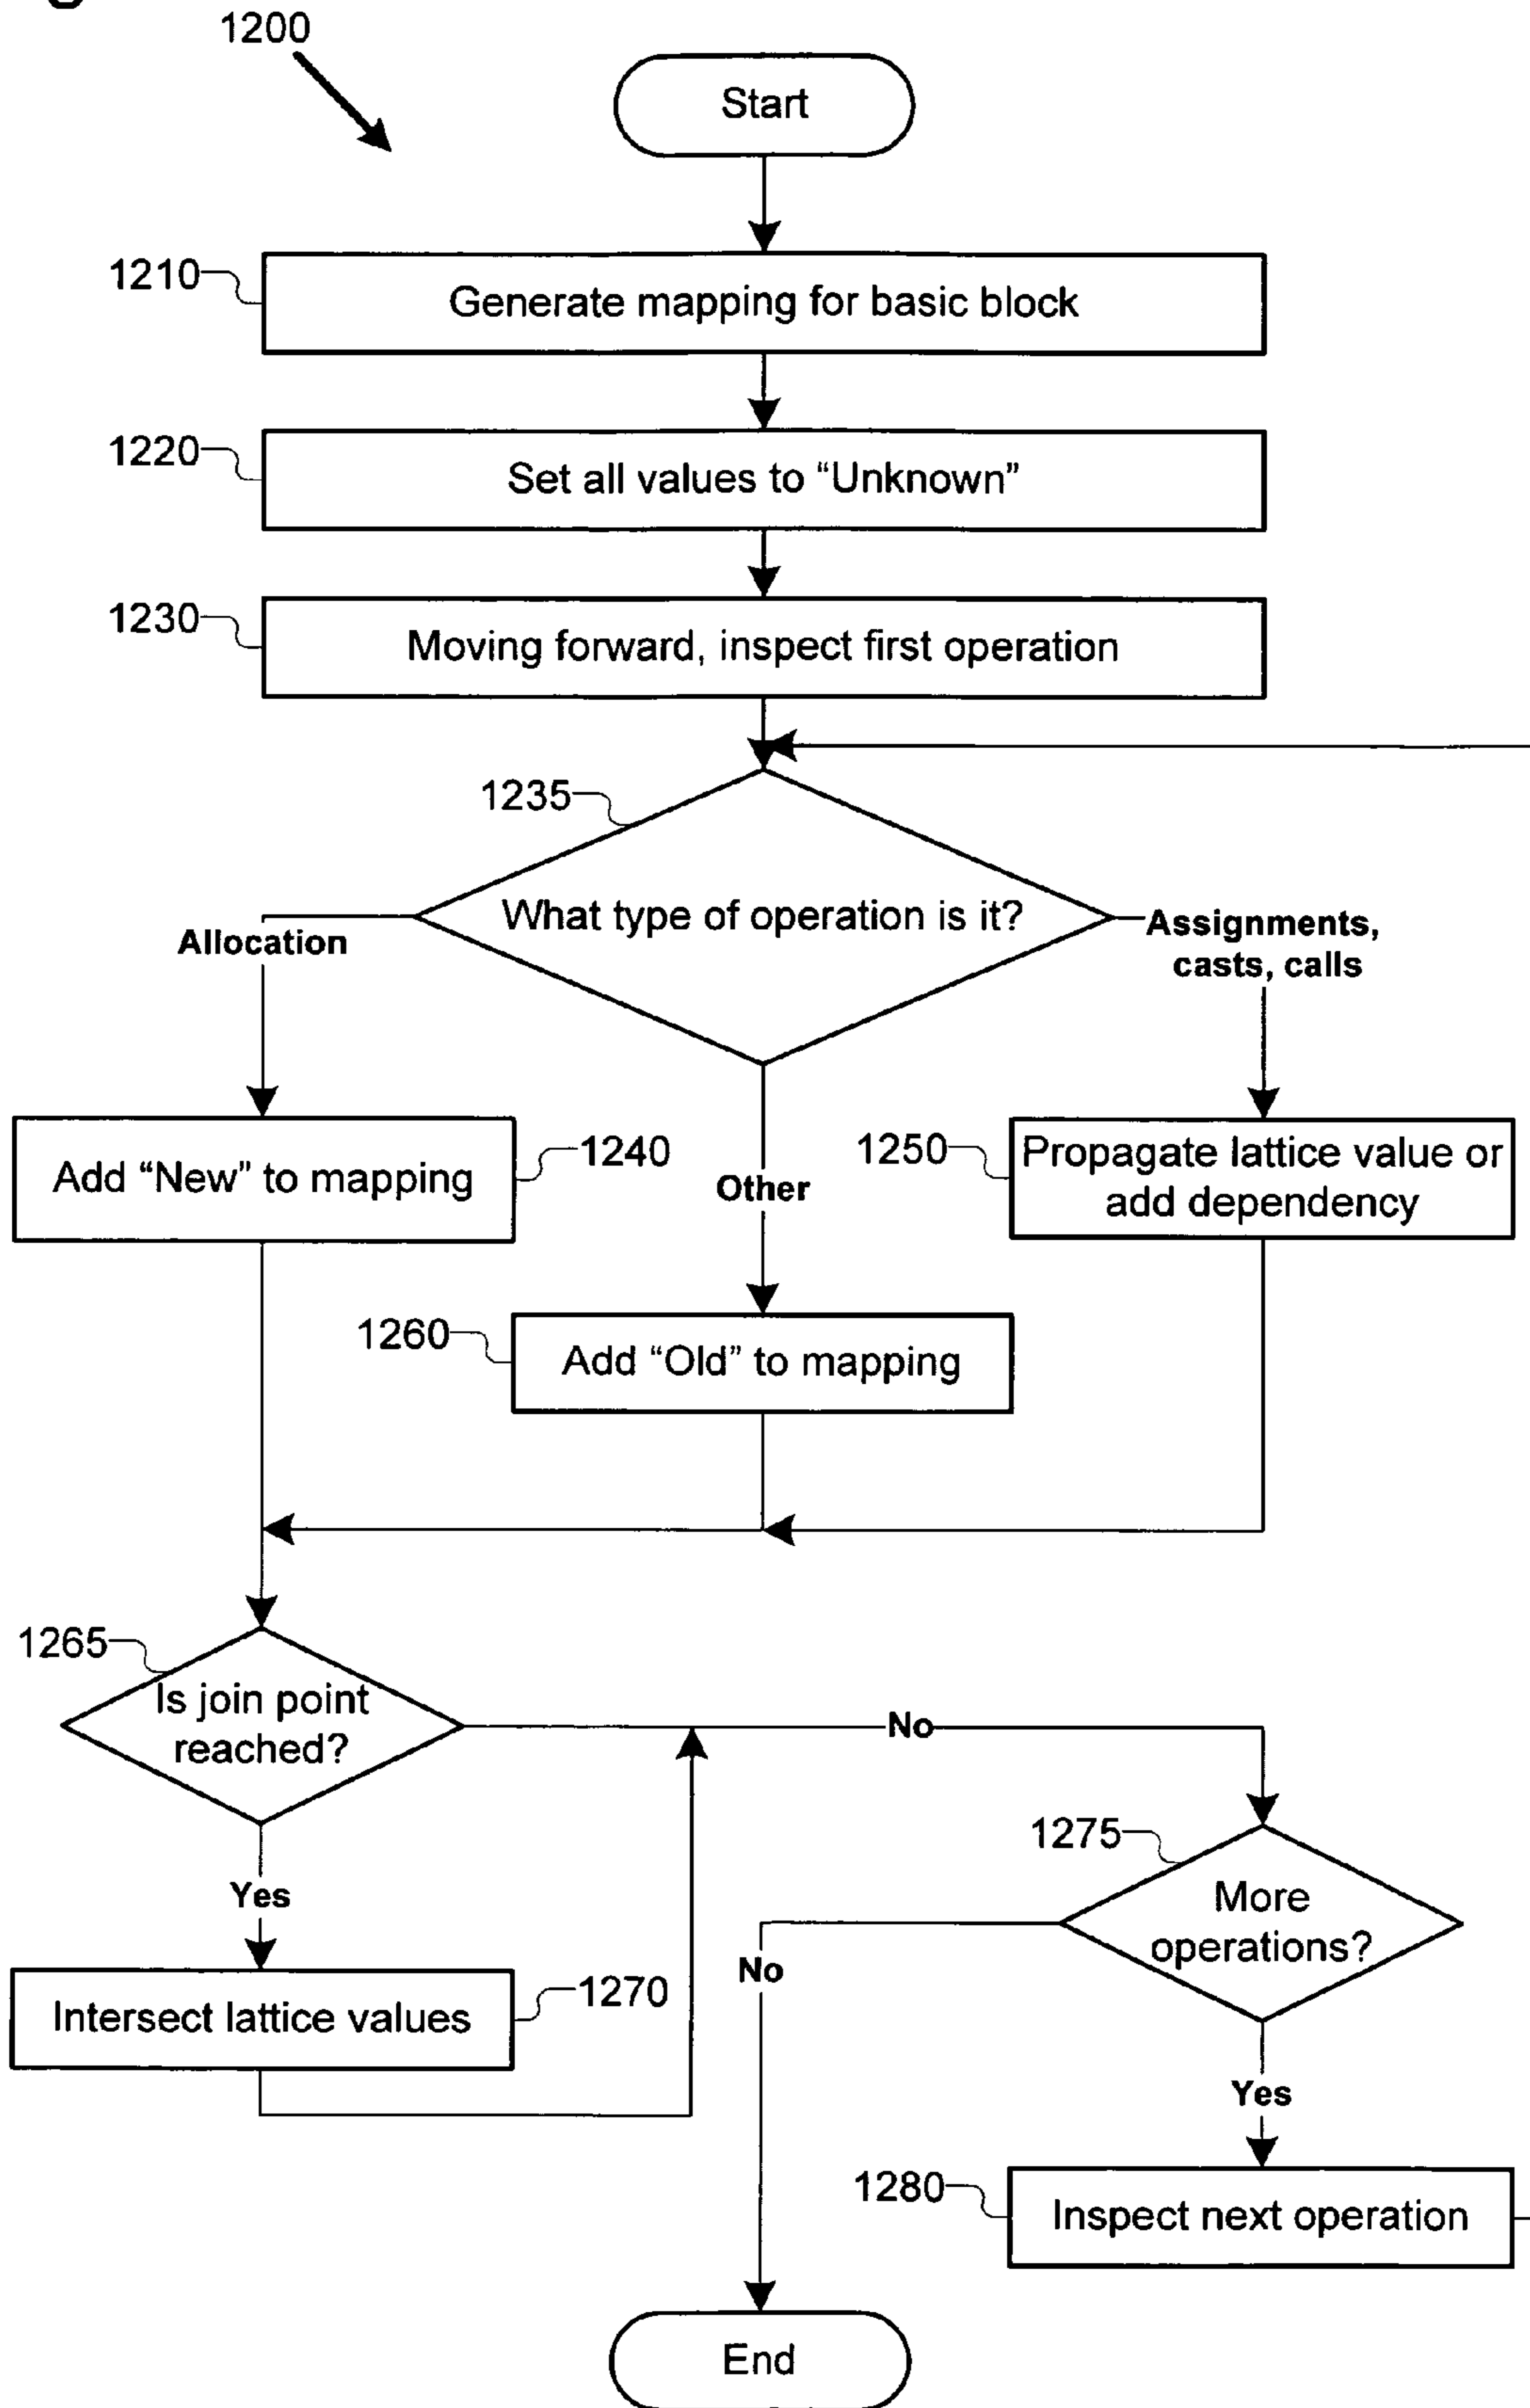 1200
Start
1210
Generate mapping for basic block
1220
Set all values to “Unknown”
1230
Moving forward, inspect first operation
1235
What type of operation is it?
Allocation
Assignments,
casts, calls
Add “New” to mapping
1240
Other
1250
Propagate lattice value or
add dependency
1260
Add “Old” to mapping
1265
Is join point
reached?
No
Yes
1275
More
operations?
No
Intersect lattice values
1270
Yes
1280
Inspect next operation
End